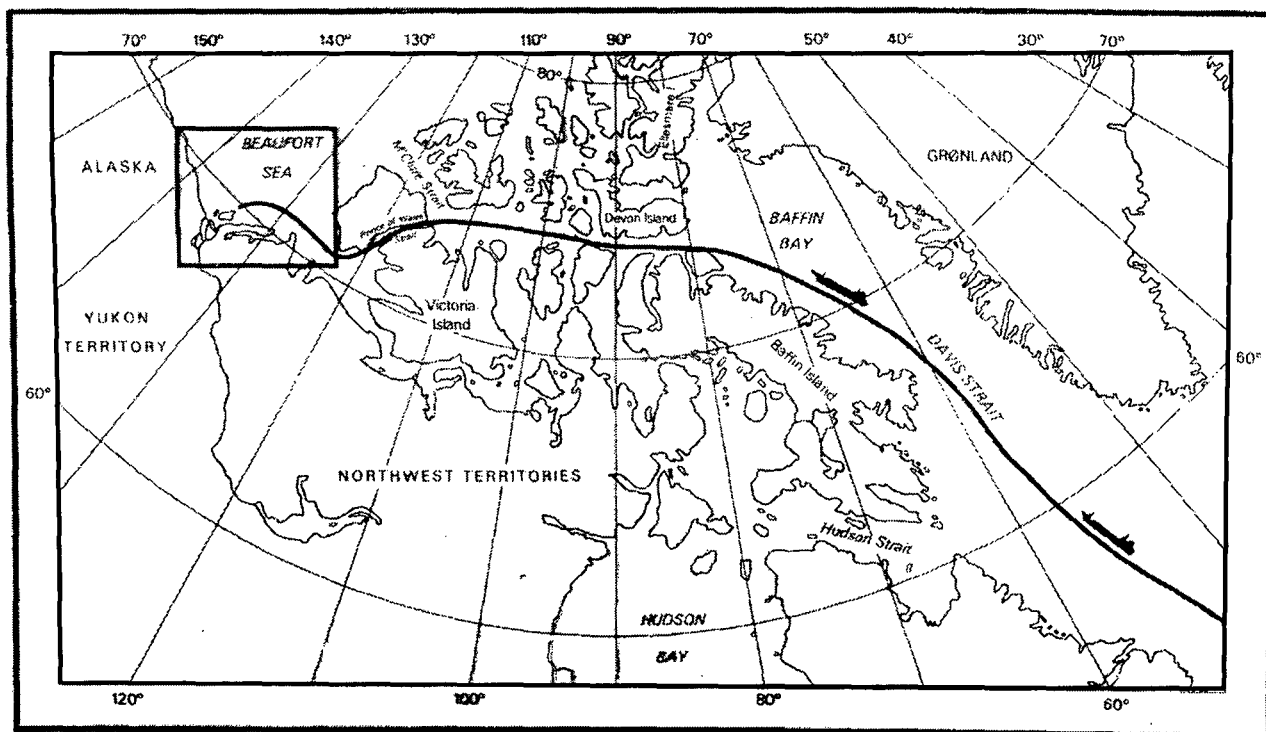 70° 150° 140° 130° 110° 90° 70° 50° 40° 30° 70°
80°
BEAUFORT
SEA
ALASKA
M'Clure Strait
Ellesmere
GRØNLAND
Prince of Wales
Strait
Devon Island
BAFFIN
BAY
Victoria
Island
YUKON
TERRITORY
DAVIS STRAIT
60°
Baffin Island
60°
NORTHWEST TERRITORIES
Hudson Strait
HUDSON
BAY
120° 100° 80° 60°